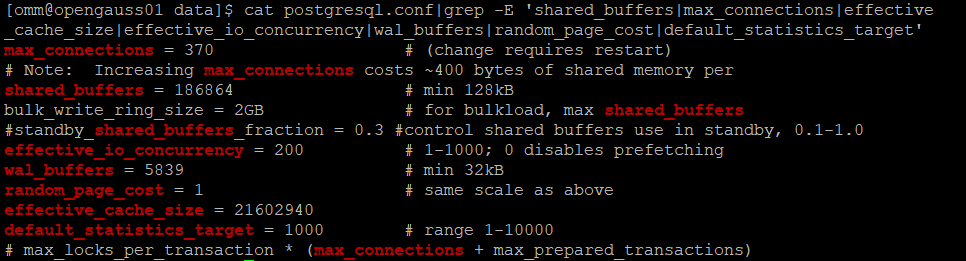 [omm@opengauss01 data]$ cat postgresql.conf|grep -E 'shared_buffers|max_connections|effective
_cache_size|effective_io_concurrency|wal_buffers|random_page_cost|default_statistics_target'
max_connections = 370                   # (change requires restart)
# Note:  Increasing max_connections costs ~400 bytes of shared memory per
shared_buffers = 186864                 # min 128kB
bulk_write_ring_size = 2GB              # for bulkload, max shared_buffers
#standby_shared_buffers_fraction = 0.3 #control shared buffers use in standby, 0.1-1.0
effective_io_concurrency = 200          # 1-1000; 0 disables prefetching
wal_buffers = 5839                      # min 32kB
random_page_cost = 1                    # same scale as above
effective_cache_size = 21602940
default_statistics_target = 1000        # range 1-10000
# max_locks_per_transaction * (max_connections + max_prepared_transactions)